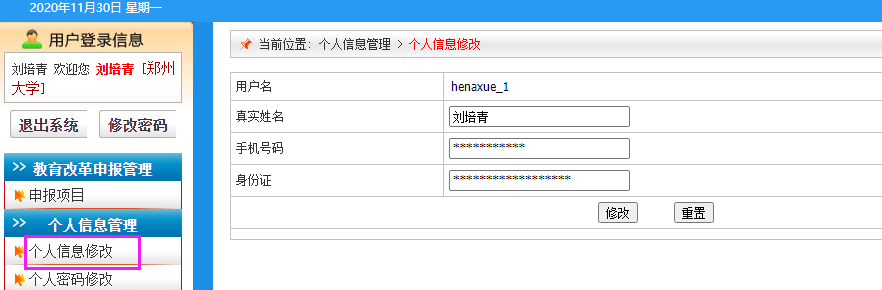 2020年11月30日 星期一
用户登录信息
刘培青 欢迎您 刘培青 [郑州
大学]
退出系统 修改密码
>> 教育改革申报管理
申报项目
>> 个人信息管理
个人信息修改
个人密码修改
当前位置：个人信息管理 > 个人信息修改
用户名 henaxue_1
真实姓名 刘培青
手机号码 ***********
身份证 ******************
修改 重置